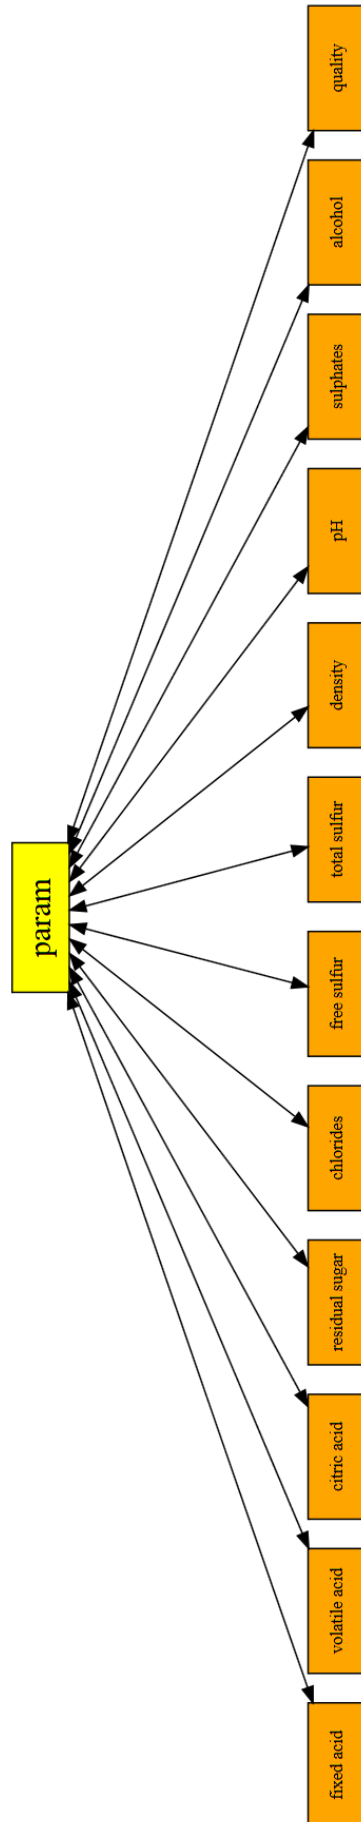 param
fixed acid
volatile acid
citric acid
residual sugar
chlorides
free sulfur
total sulfur
density
pH
sulphates
alcohol
quality